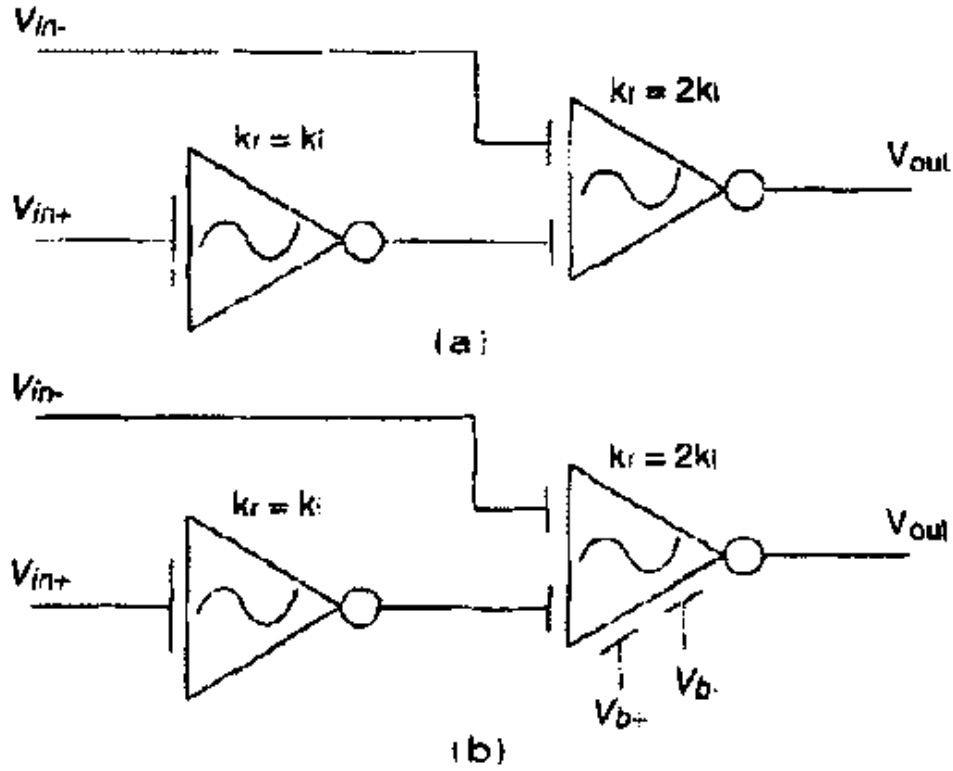 Vin-
kr = 2ki
kr = ki
Vout
Vin+
(a)
Vin-
kr = 2ki
kr = ki
Vout
Vin+
Vb-
Vb+
(b)